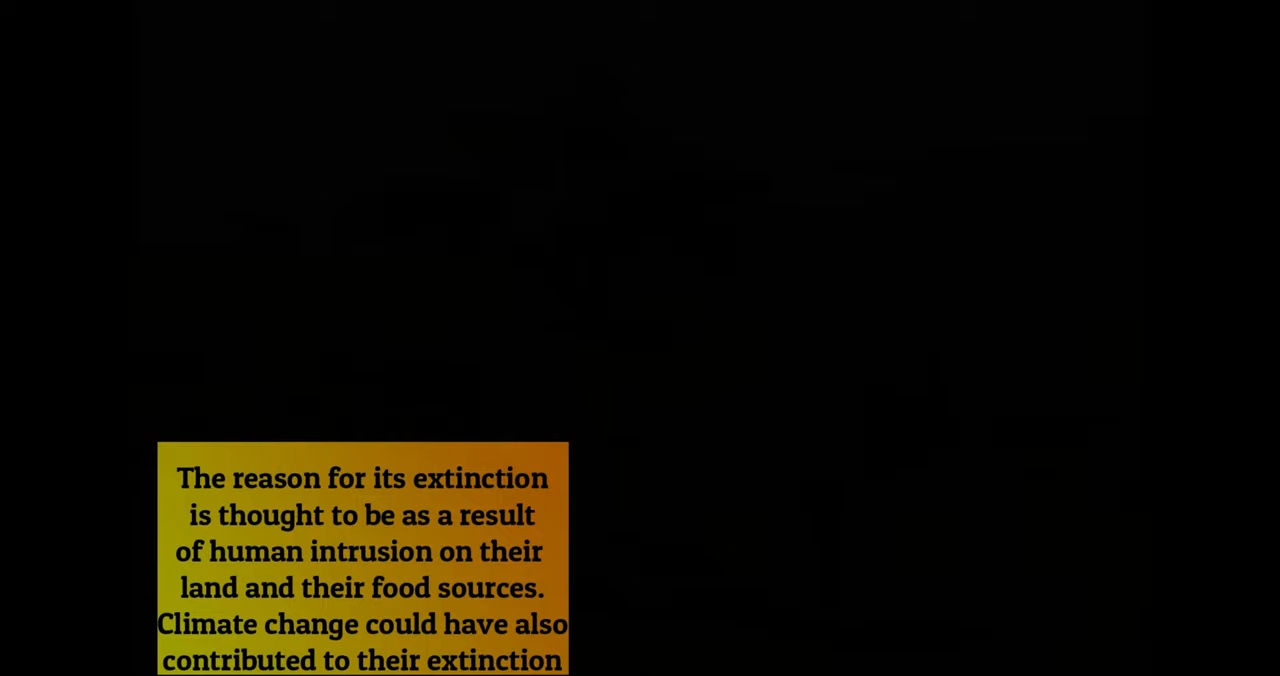 The reason for its extinction
is thought to be as a result
of human intrusion on their
land and their food sources.
Climate change could have also
contributed to their extinction